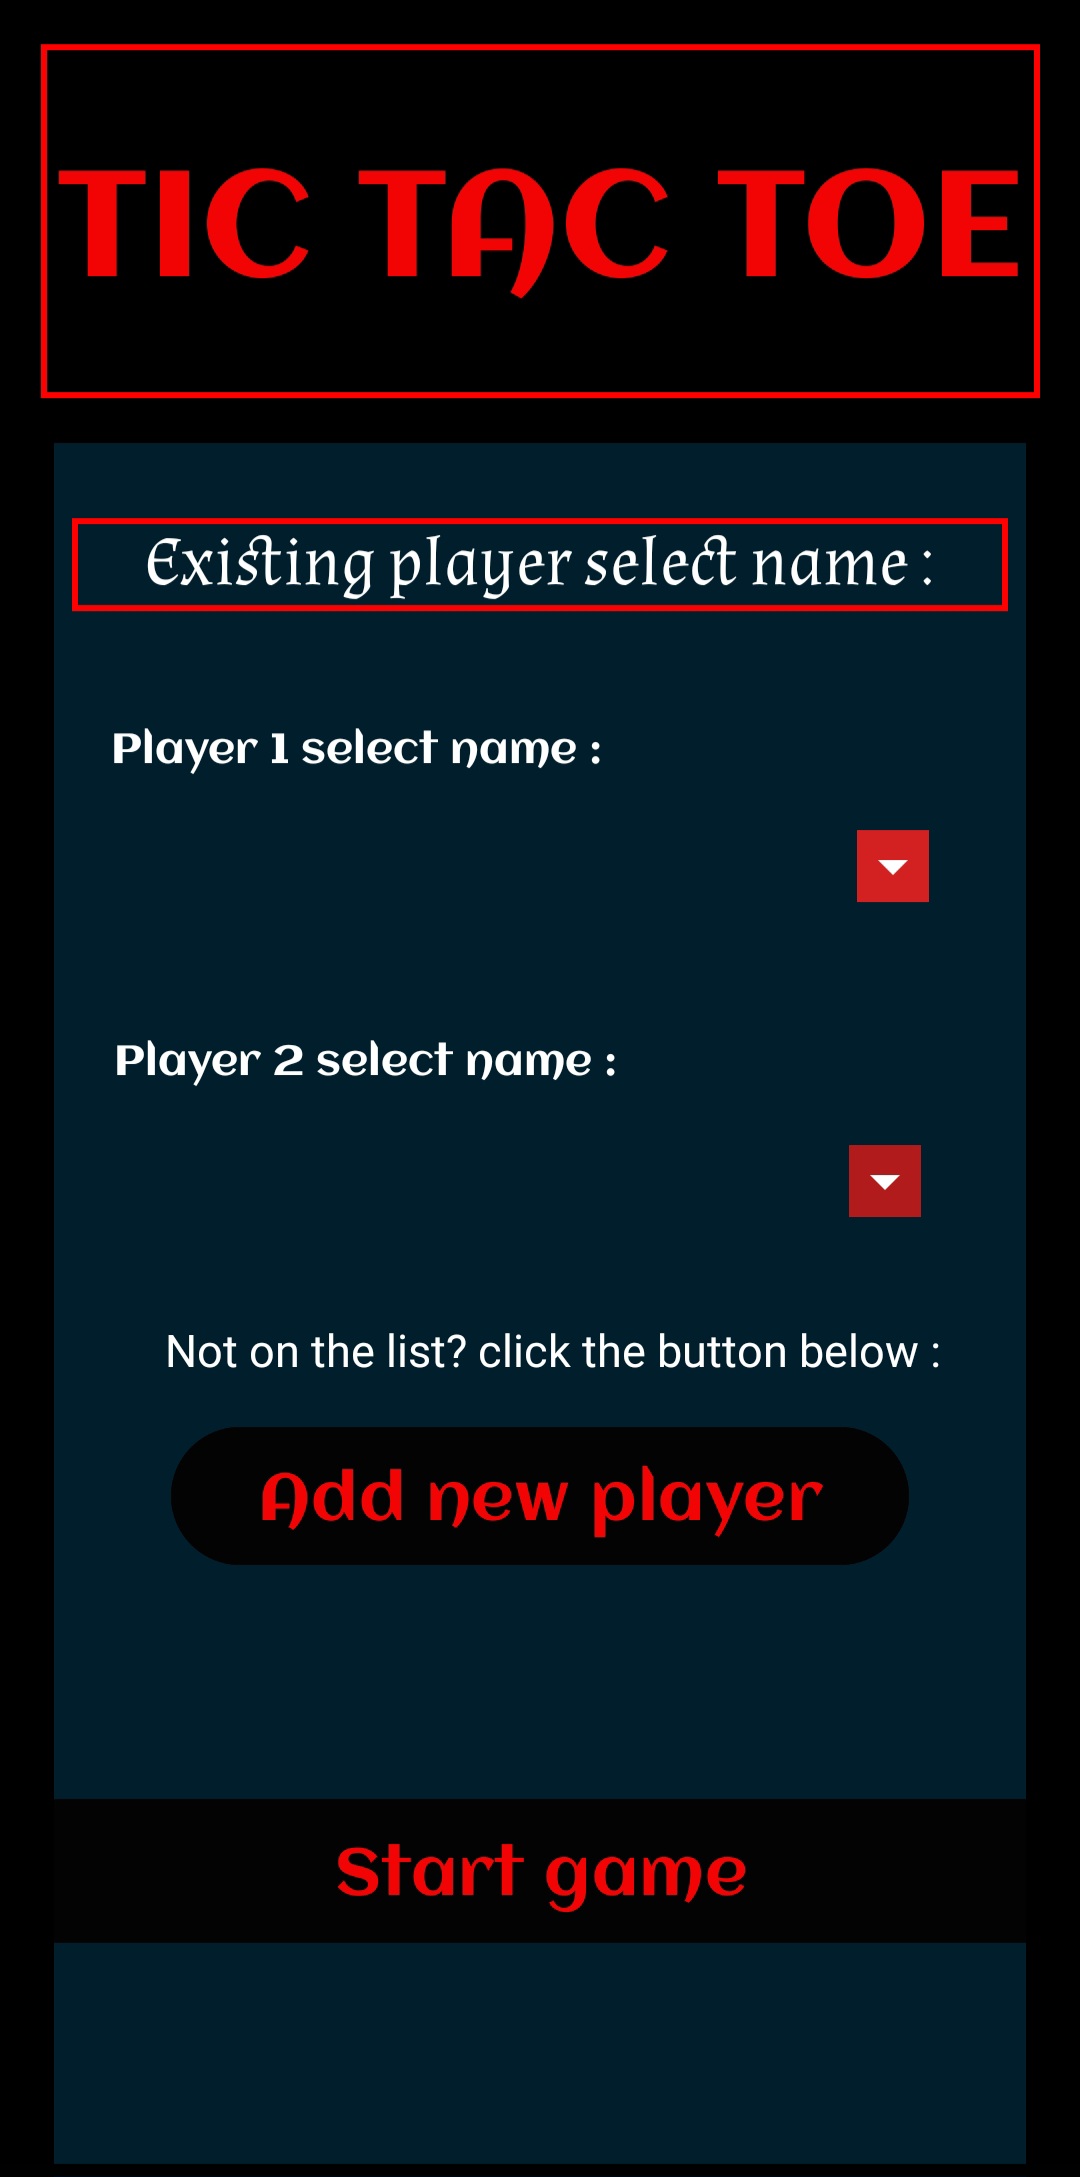 TIC TAC TOE
Existing player select name :
Player 1 select name :
Player 2 select name :
Not on the list? click the button below :
Add new player
Start game